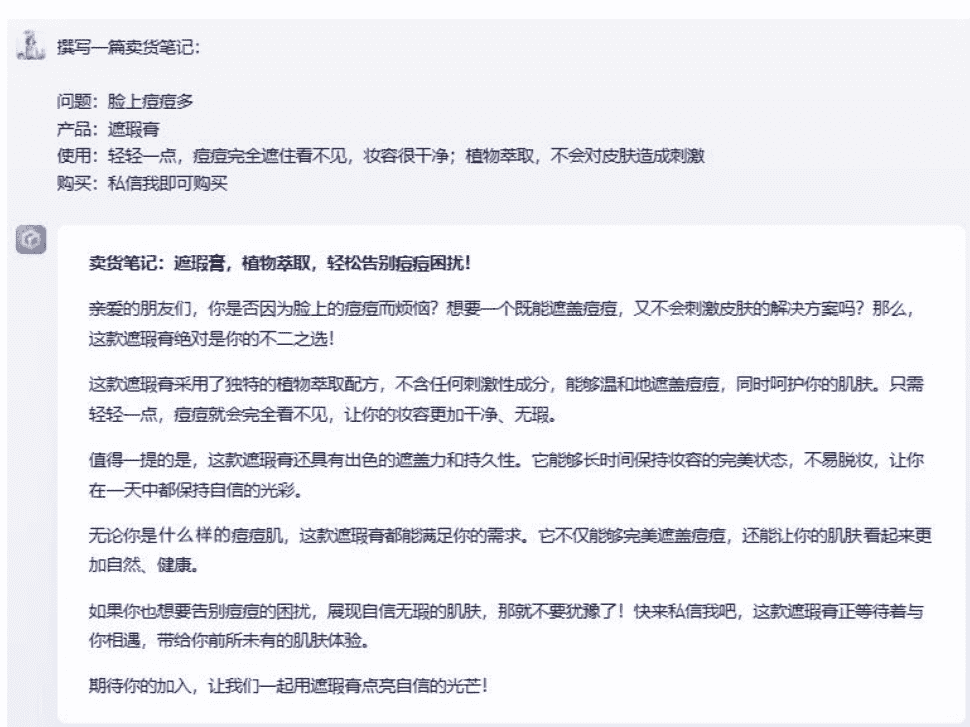 撰写一篇卖货笔记：
问题：脸上痘痘多
产品：遮瑕膏
使用：轻轻一点，痘痘完全遮住看不见，妆容很干净；植物萃取，不会对皮肤造成刺激
购买：私信我即可购买
卖货笔记：遮瑕膏，植物萃取，轻松告别痘痘困扰！
亲爱的朋友们，你是否因为脸上的痘痘而烦恼？想要一个既能遮盖痘痘，又不会刺激皮肤的解决方案吗？那么，
这款遮瑕膏绝对是你的不二之选！
这款遮瑕膏采用了独特的植物萃取配方，不含任何刺激性成分，能够温和地遮盖痘痘，同时呵护你的肌肤。只需
轻轻一点，痘痘就会完全看不见，让你的妆容更加干净、无瑕。
值得一提的是，这款遮瑕膏还具有出色的遮盖力和持久性。它能够长时间保持妆容的完美状态，不易脱妆，让你
在一天中都保持自信的光彩。
无论你是什么样的痘痘肌，这款遮瑕膏都能满足你的需求。它不仅能够完美遮盖痘痘，还能让你的肌肤看起来更
加自然、健康。
如果你也想要告别痘痘的困扰，展现自信无瑕的肌肤，那就不要犹豫了！快来私信我吧，这款遮瑕膏正等待着与
你相遇，带给你前所未有的肌肤体验。
期待你的加入，让我们一起用遮瑕膏点亮自信的光芒！